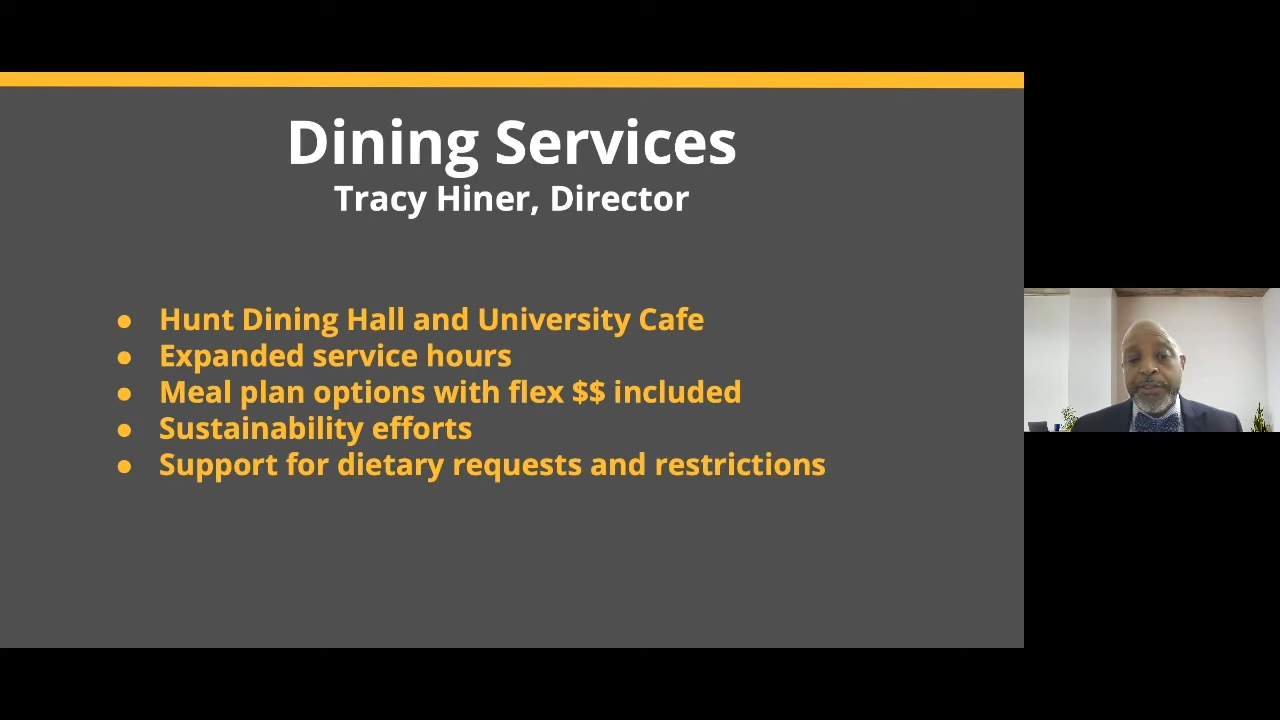 Dining Services
Tracy Hiner, Director
● Hunt Dining Hall and University Cafe
● Expanded service hours
● Meal plan options with flex $$ included
● Sustainability efforts
● Support for dietary requests and restrictions